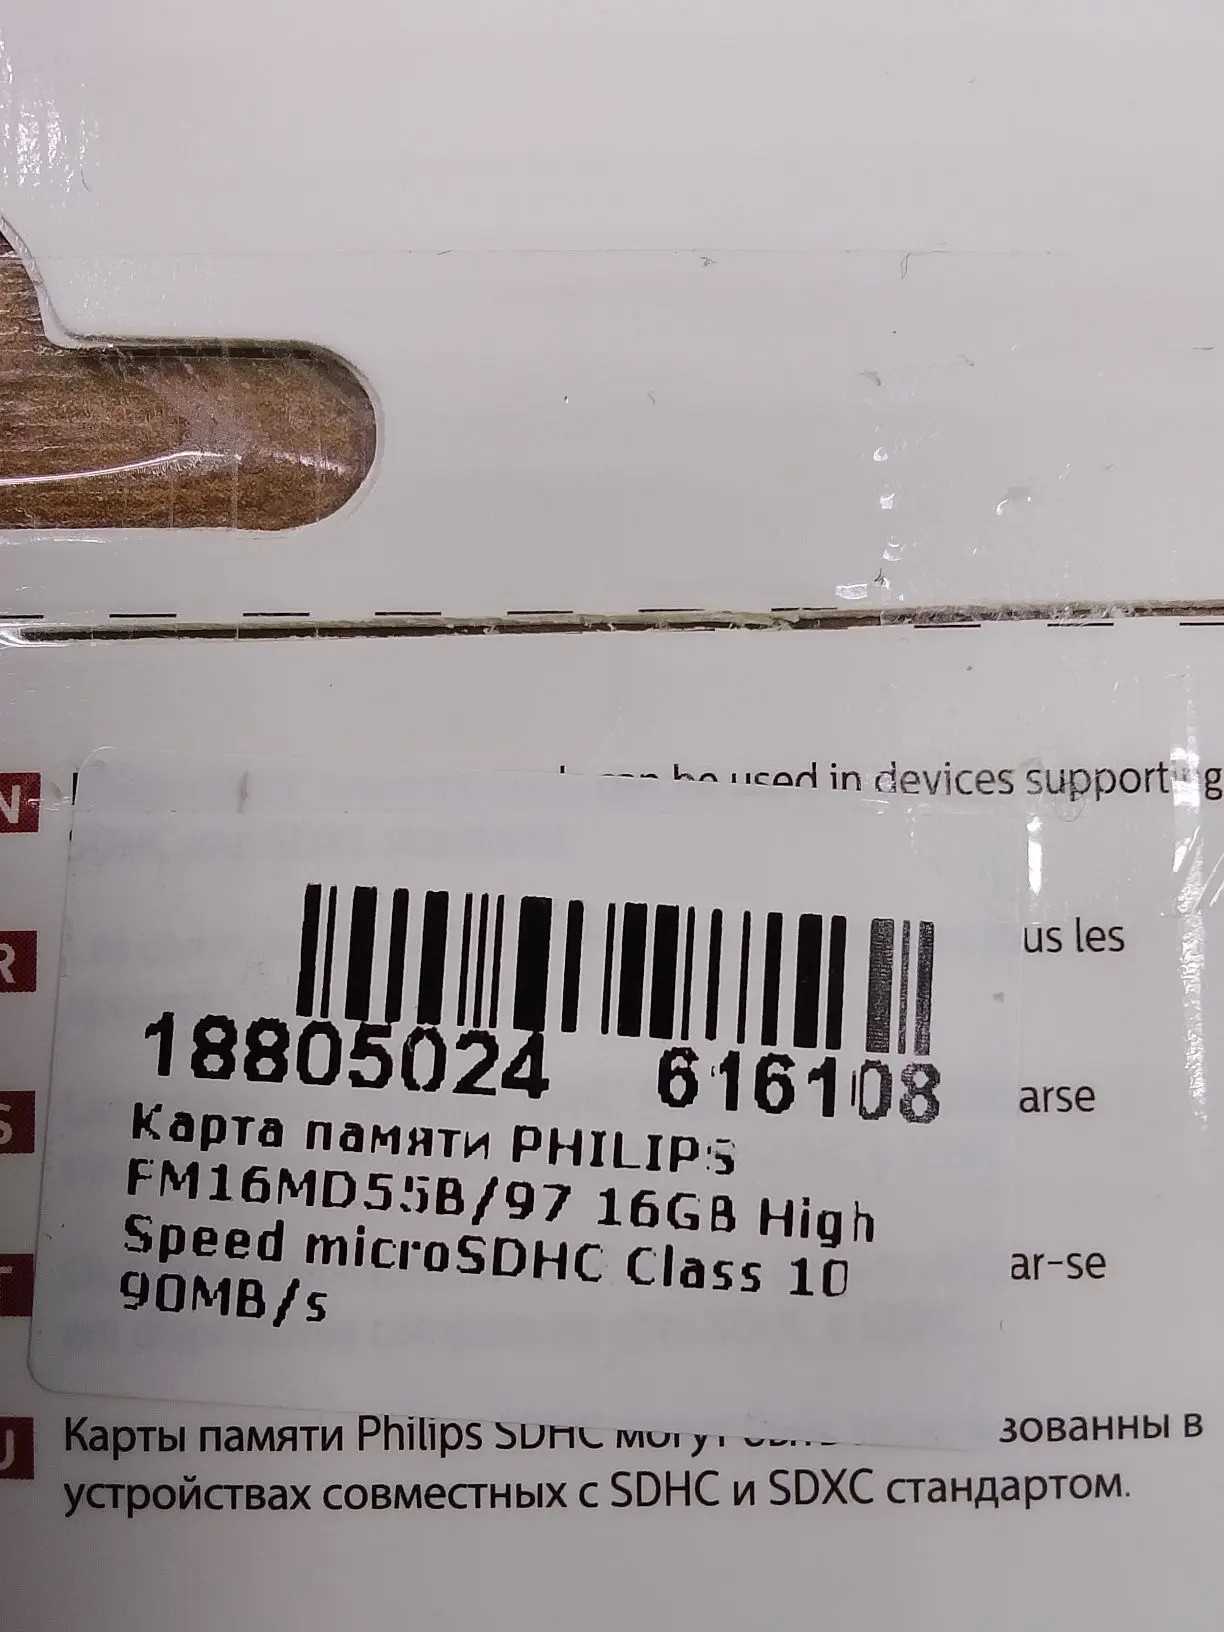 N
can be used in devices supporting
R
us les
18805024 616108
S
arse
Карта памяти PHILIPS
FM16MD55B/97 16GB High
Speed microSDHC Class 10
90MB/s
T
ar-se
U
Карты памяти Philips SDHC могут зованны в
устройствах совместных с SDHC и SDXC стандартом.